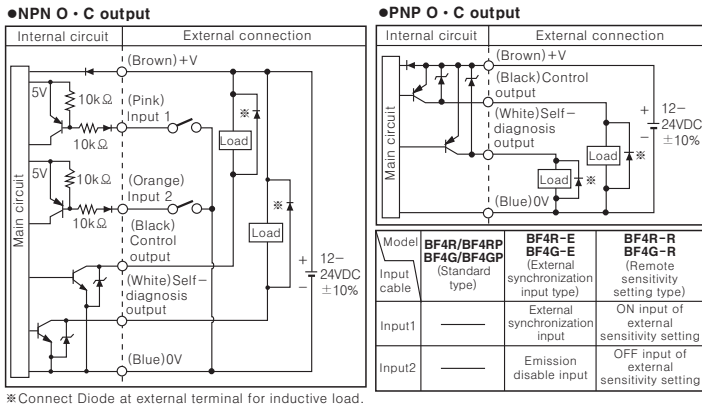 ●NPN O・C output
Internal circuit
External connection
(Brown)+V
5V
10kΩ
(Pink)
Input 1
10kΩ
※
Load
5V
10kΩ
(Orange)
Input 2
10kΩ
※
Load
Main circuit
(Black)
Control
output
+
12−
24VDC
−
±10%
(White)Self−
diagnosis
output
(Blue)0V
※Connect Diode at external terminal for inductive load.
●PNP O・C output
Internal circuit
External connection
(Brown)+V
(Black)Control
output
(White)Self−
diagnosis
output
Main circuit
+
12−
24VDC
−
±10%
Load
※
Load
※
(Blue)0V
Model
Input
cable
BF4R/BF4RP
BF4G/BF4GP
(Standard
type)
BF4R-E
BF4G-E
(External
synchronization
input type)
BF4R-R
BF4G-R
(Remote
sensitivity
setting type)
Input1
External
synchronization
input
ON input of
external
sensitivity setting
Input2
Emission
disable input
OFF input of
external
sensitivity setting